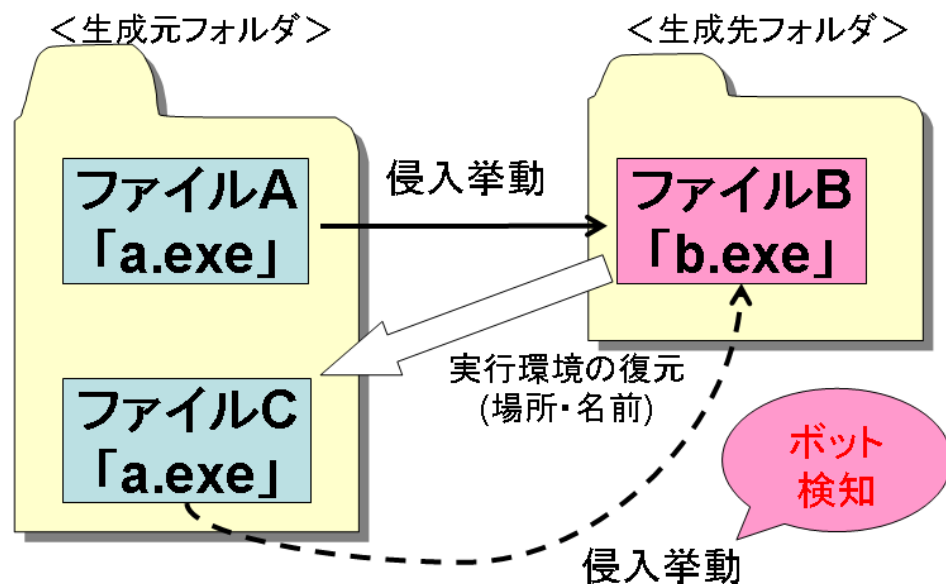 ＜生成元フォルダ＞
＜生成先フォルダ＞
ファイルA
「a.exe」
侵入挙動
ファイルB
「b.exe」
実行環境の復元
(場所・名前)
ファイルC
「a.exe」
ボット
検知
侵入挙動